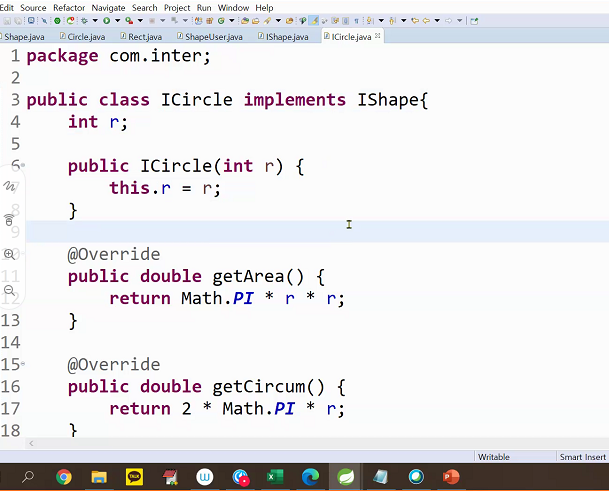 Edit Source Refactor Navigate Search Project Run Window Help
Shape.java Circle.java Rect.java ShapeUser.java IShape.java ICircle.java
1 package com.inter;
2
3 public class ICircle implements IShape{
4 int r;
5
6 public ICircle(int r) {
7 this.r = r;
8 }
9
10 @Override
11 public double getArea() {
12 return Math.PI * r * r;
13 }
14
15 @Override
16 public double getCircum() {
17 return 2 * Math.PI * r;
18 }
Writable Smart Insert
TALK